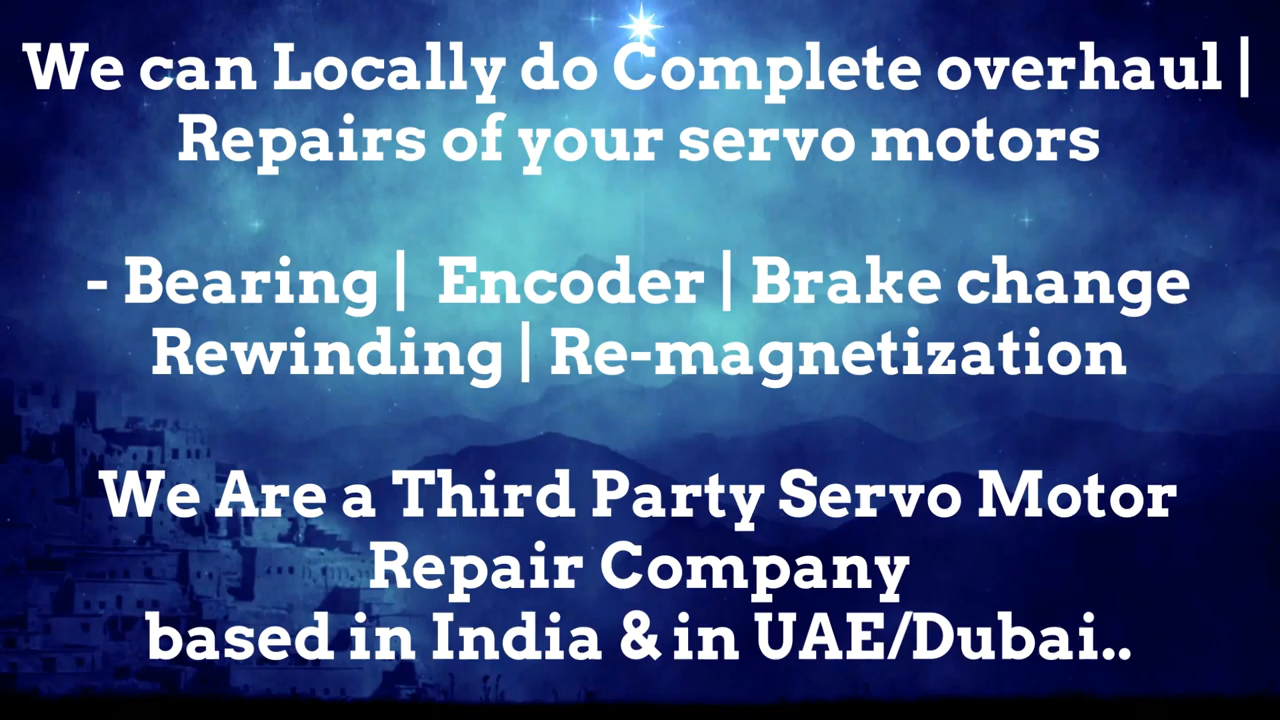 We can Locally do Complete overhaul |
Repairs of your servo motors
- Bearing | Encoder | Brake change
Rewinding | Re-magnetization
We Are a Third Party Servo Motor
Repair Company
based in India & in UAE/Dubai..